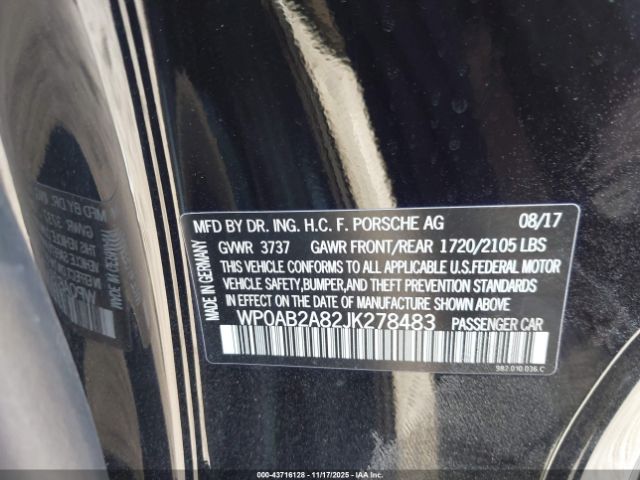 MFD BY DR. ING. H.C. F. PORSCHE AG 08/17
GVWR 3737 GAWR FRONT/REAR 1720/2105 LBS
THIS VEHICLE CONFORMS TO ALL APPLICABLE U.S.FEDERAL MOTOR
VEHICLE SAFETY,BUMPER,AND THEFT PREVENTION STANDARDS
IN EFFECT ON THE DATE OF MANUFACTURE SHOWN ABOVE.
WP0AB2A82JK278483 PASSENGER CAR
MADE IN GERMANY
982.010.036.C
000-43716128 - 11/17/2025 - IAAI.COM